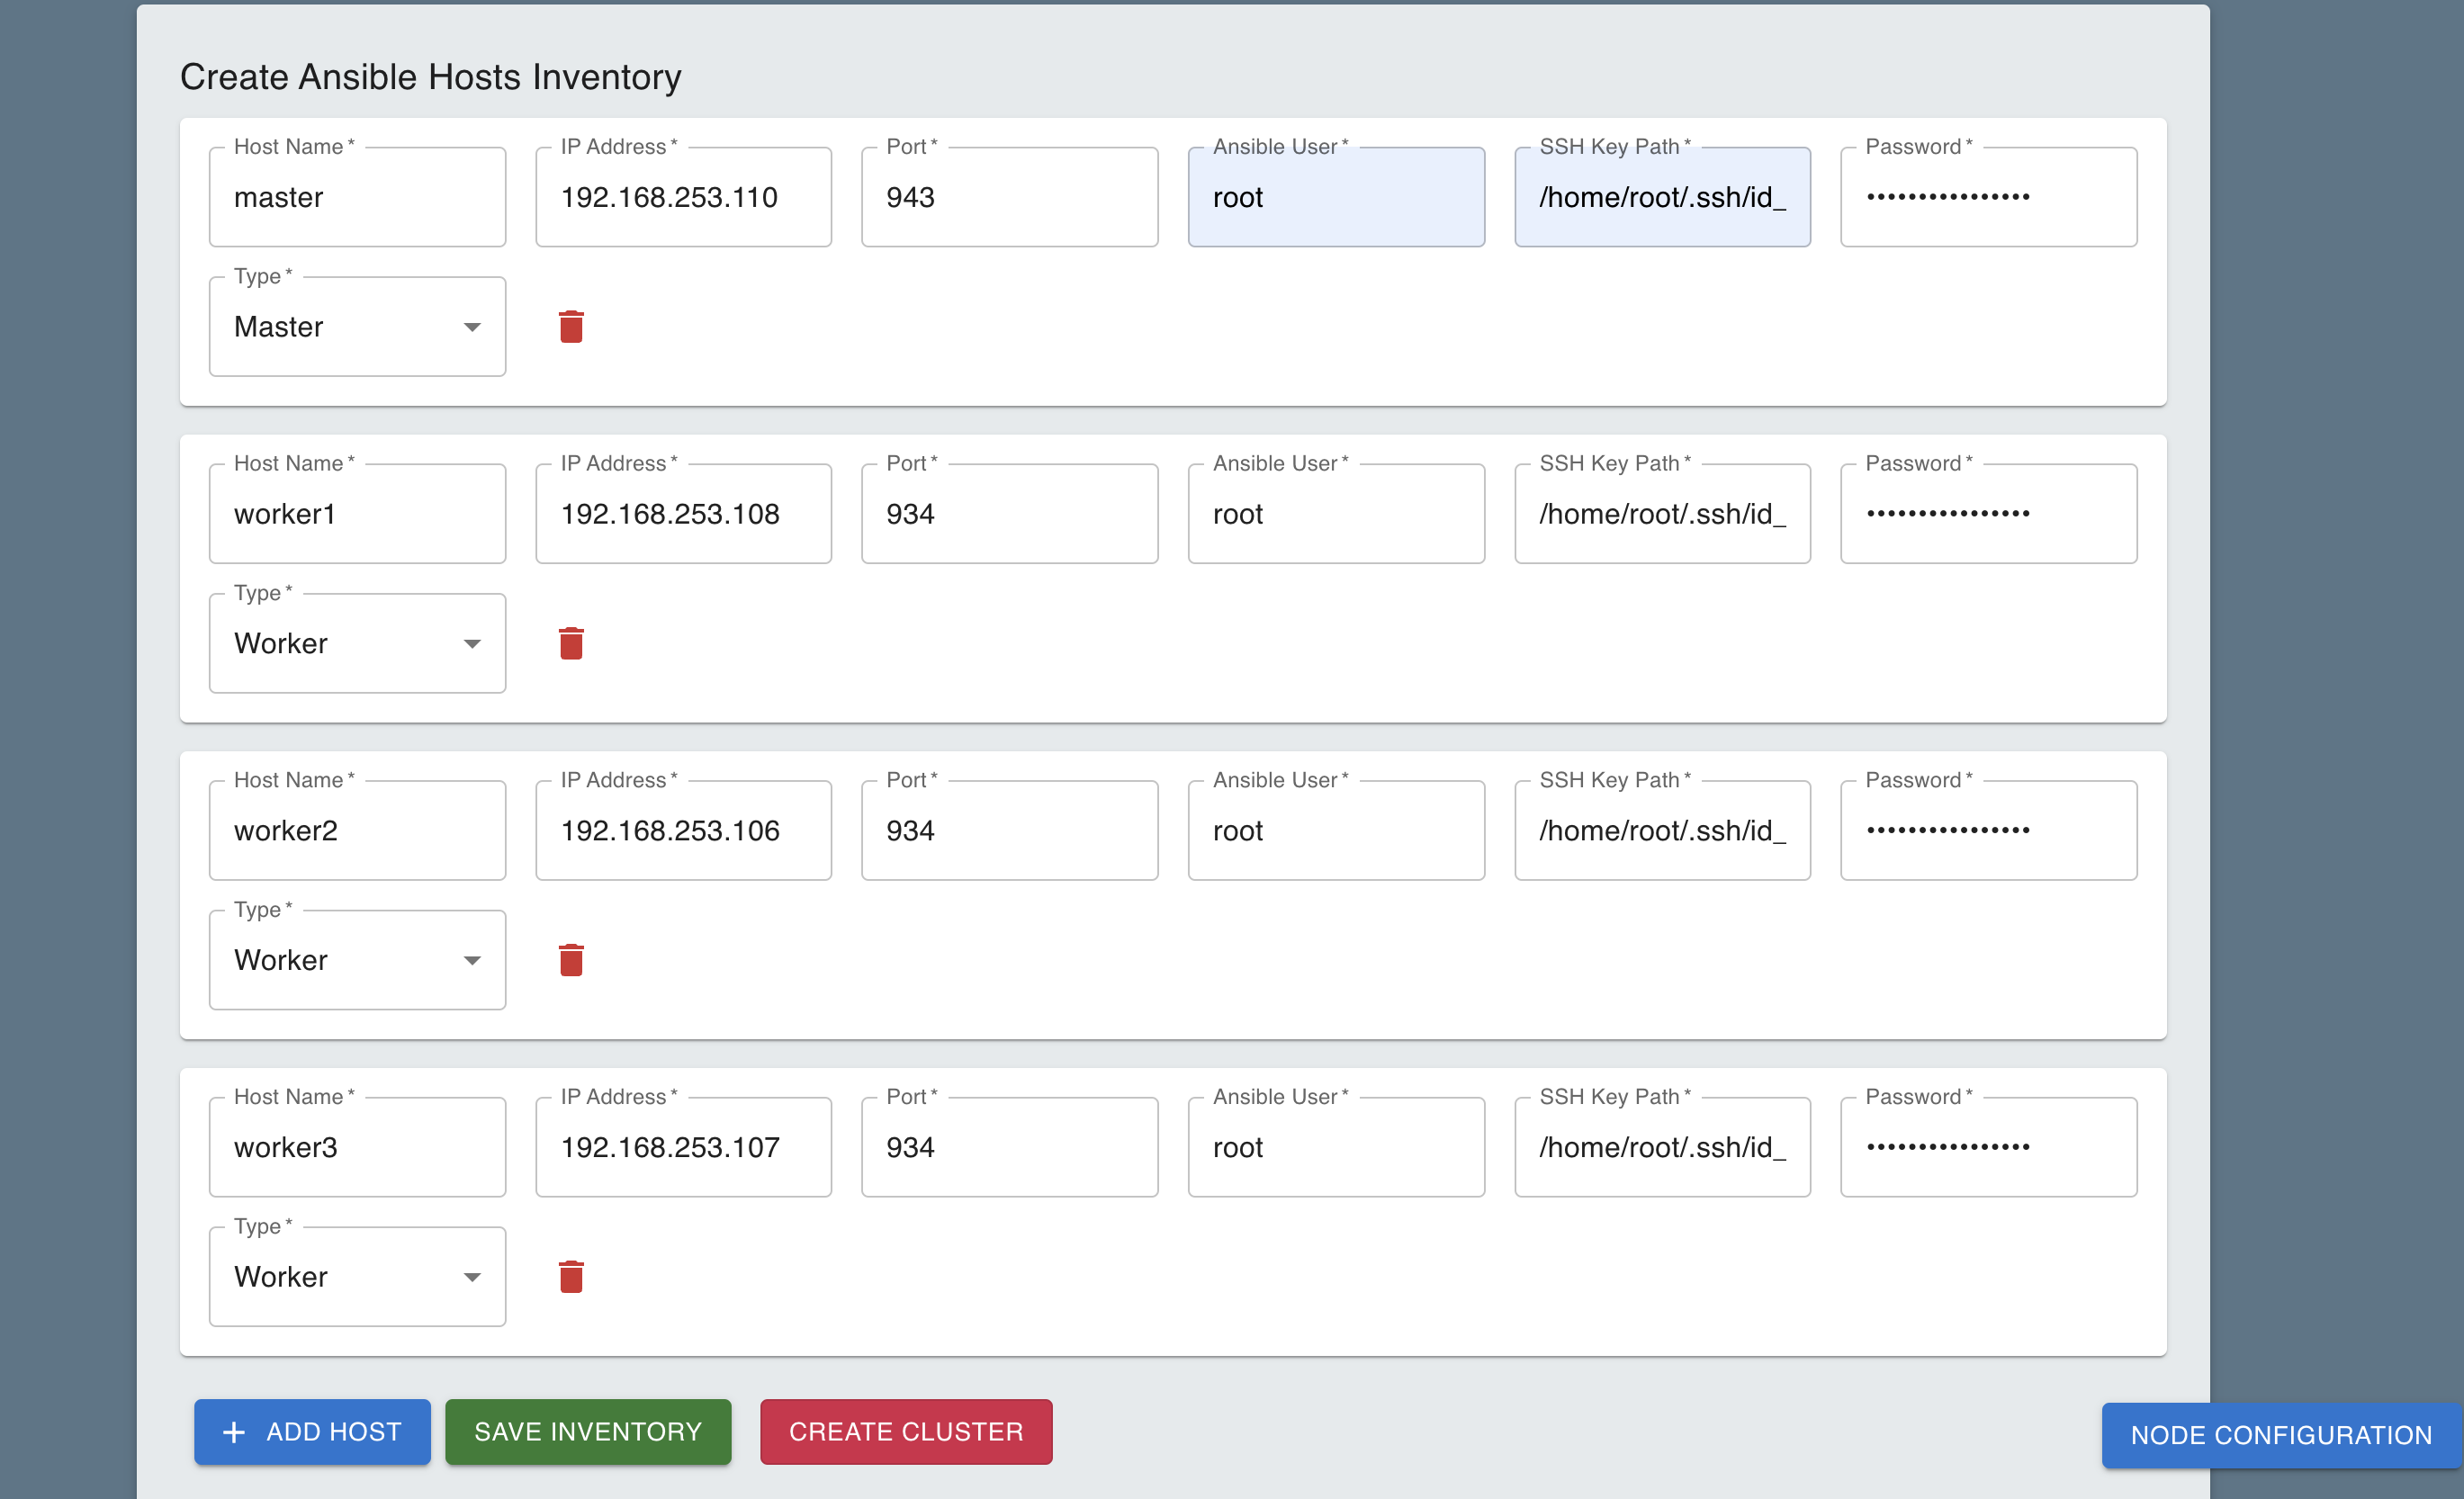 Create Ansible Hosts Inventory
Host Name * IP Address * Port * Ansible User * SSH Key Path * Password *
master 192.168.253.110 943 root /home/root/.ssh/id_ ••••••••••••••••
Type *
Master
Host Name * IP Address * Port * Ansible User * SSH Key Path * Password *
worker1 192.168.253.108 934 root /home/root/.ssh/id_ ••••••••••••••••
Type *
Worker
Host Name * IP Address * Port * Ansible User * SSH Key Path * Password *
worker2 192.168.253.106 934 root /home/root/.ssh/id_ ••••••••••••••••
Type *
Worker
Host Name * IP Address * Port * Ansible User * SSH Key Path * Password *
worker3 192.168.253.107 934 root /home/root/.ssh/id_ ••••••••••••••••
Type *
Worker
+ ADD HOST SAVE INVENTORY CREATE CLUSTER NODE CONFIGURATION